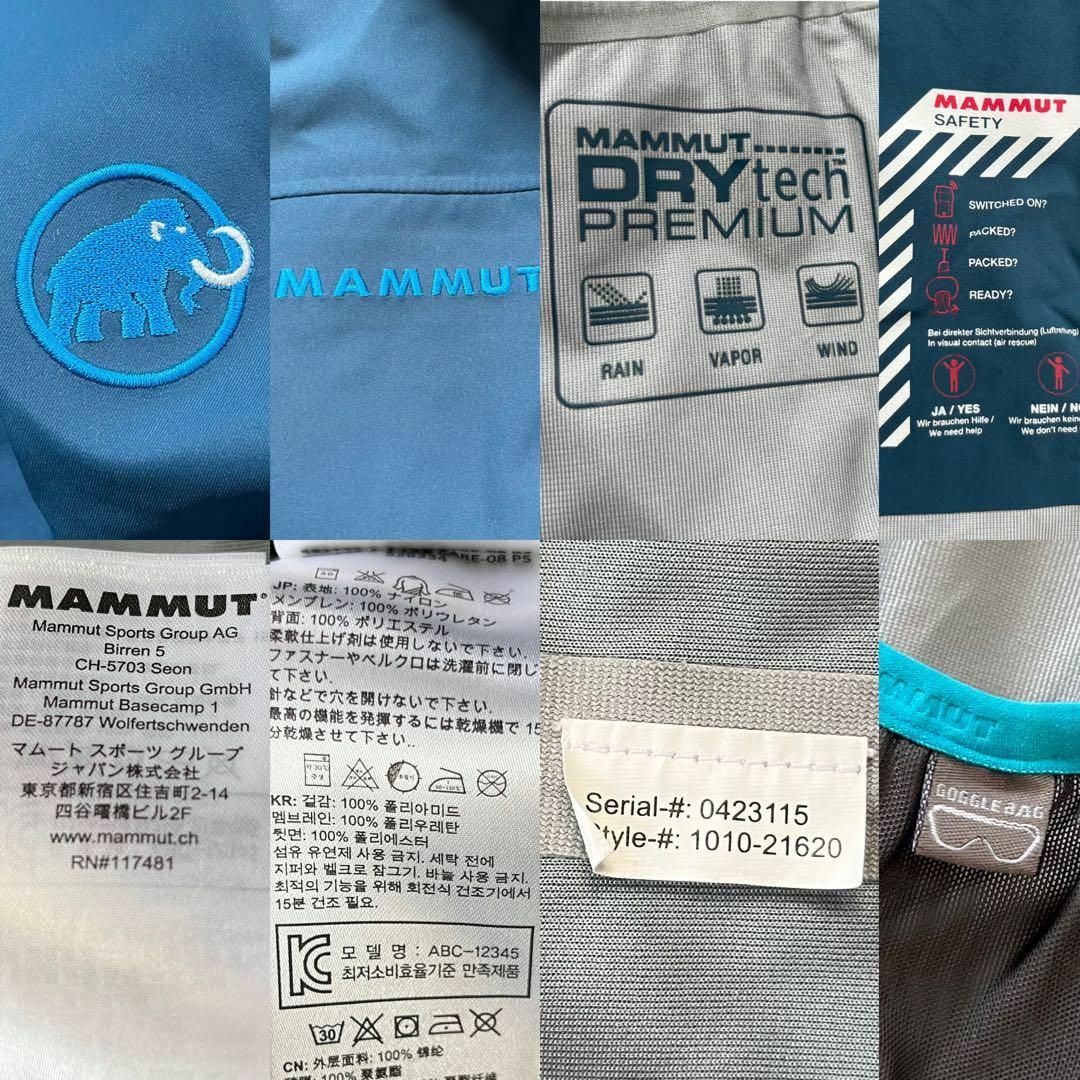 MAMMUT
MAMMUT
DRYtech™
PREMIUM
RAIN
VAPOR
WIND
MAMMUT
SAFETY
SWITCHED ON?
PACKED?
PACKED?
READY?
Bei direkter Sichtverbindung (Luftrettung)
In visual contact (air rescue)
JA / YES
Wir brauchen Hilfe /
We need help
NEIN / NO
Wir brauchen kein
We don't need
MAMMUT
Mammut Sports Group AG
Birren 5
CH-5703 Seon
Mammut Sports Group GmbH
Mammut Basecamp 1
DE-87787 Wolfertschwenden
マムート スポーツ グループ
ジャパン株式会社
東京都新宿区住吉町2-14
四谷曙橋ビル2F
www.mammut.ch
RN#117481
JP: 表地: 100% ナイロン
メンブレン: 100% ポリウレタン
背面: 100% ポリエステル
柔軟仕上げ剤は使用しないで下さい.
ファスナーやベルクロは洗濯前に閉じ
て下さい.
針などで穴を開けないで下さい.
最高の機能を発揮するには乾燥機で 15
分乾燥させて下さい..
KR: 겉감: 100% 폴리아미드
멤브레인: 100% 폴리우레탄
뒷면: 100% 폴리에스터
섬유 유연제 사용 금지. 세탁 전에
지퍼와 벨크로 잠그기. 바늘 사용 금지.
최적의 기능을 위해 회전식 건조기에서
15분 건조 필요.
모 델 명 : ABC-12345
최저소비효율기준 만족제품
30
CN: 外层面料: 100% 锦纶
100% 聚氨酯
Serial-#: 0423115
Style-#: 1010-21620
MAMMUT
GOGGLE BAG